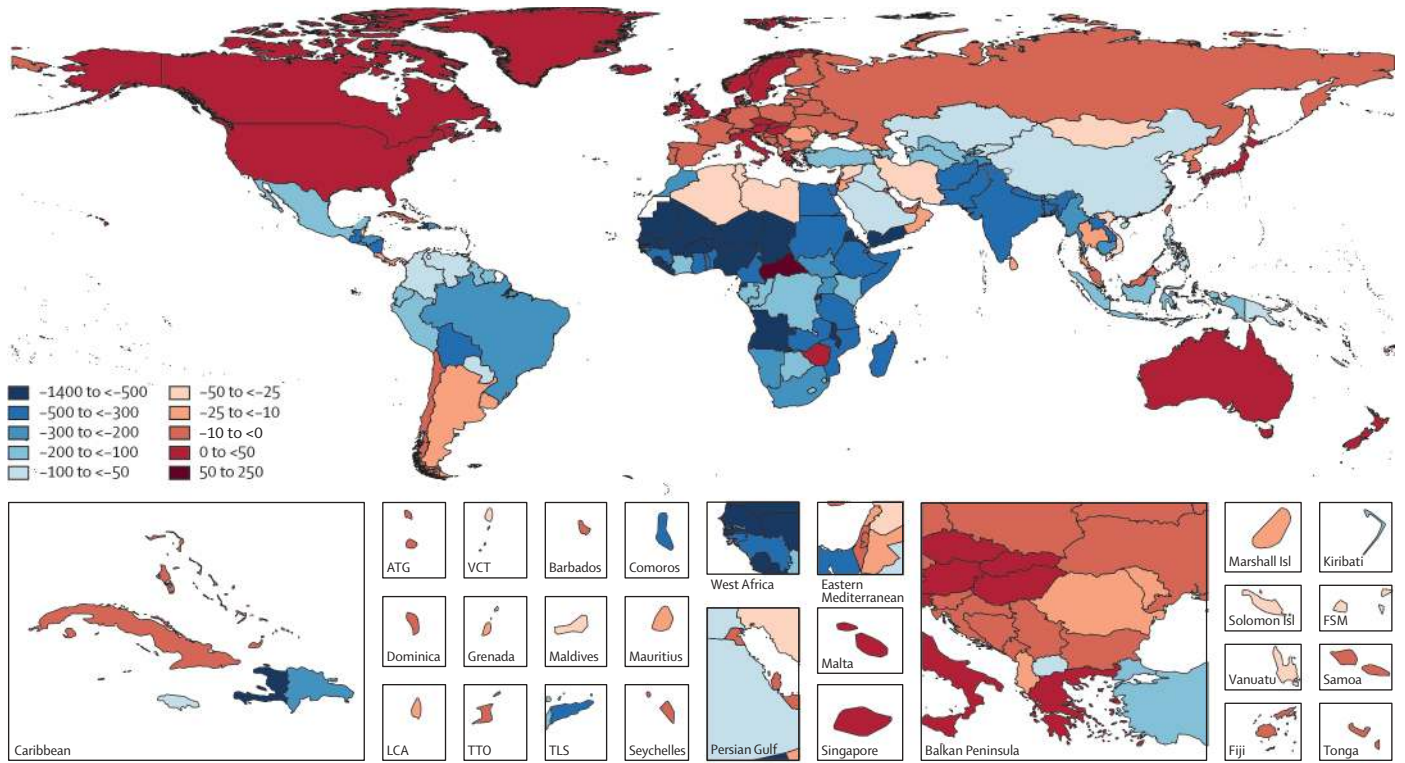 −1400 to <−500
−500 to <−300
−300 to <−200
−200 to <−100
−100 to <−50
−50 to <−25
−25 to <−10
−10 to <0
0 to <50
50 to 250
Caribbean
ATG
VCT
Barbados
Comoros
West Africa
Eastern
Mediterranean
Dominica
Grenada
Maldives
Mauritius
Malta
LCA
TTO
TLS
Seychelles
Persian Gulf
Singapore
Balkan Peninsula
Marshall Isl
Kiribati
Solomon Isl
FSM
Vanuatu
Samoa
Fiji
Tonga